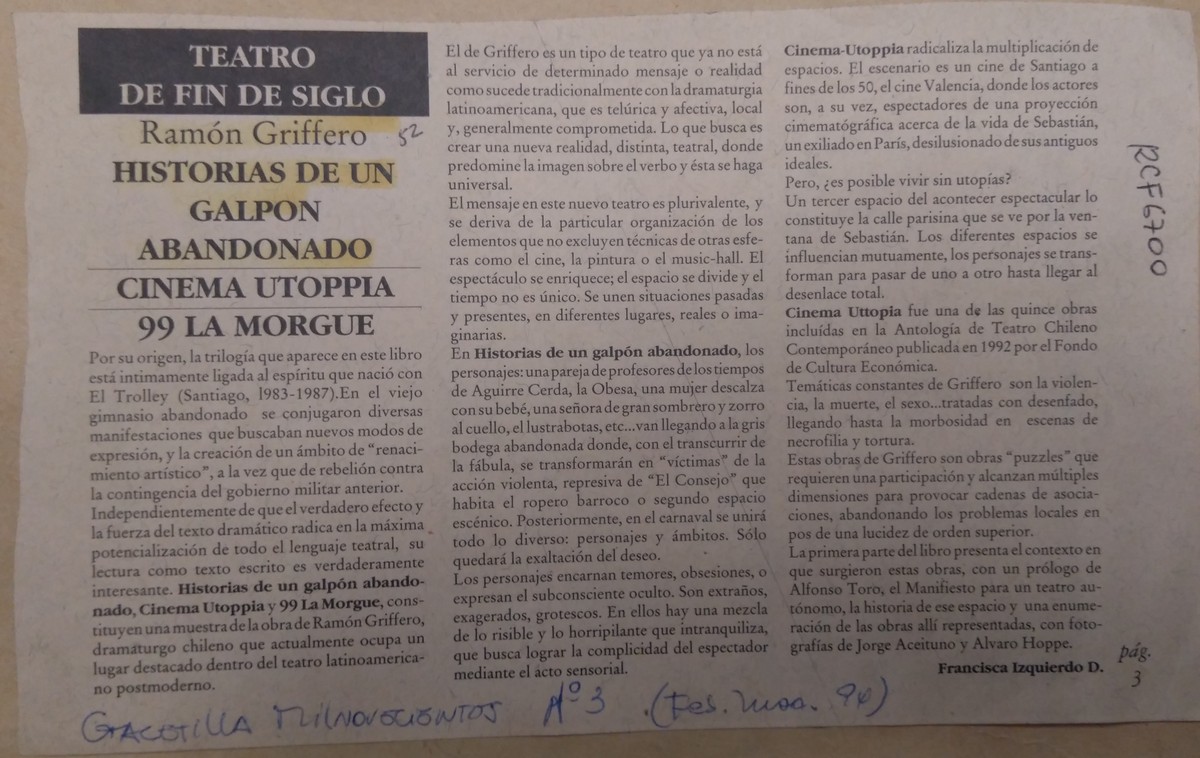 TEATRO
DE FIN DE SIGLO
Ramón Griffero
52
HISTORIAS DE UN
GALPON
ABANDONADO
CINEMA UTOPPIA
99 LA MORGUE
Por su origen, la trilogía que aparece en este libro
está intimamente ligada al espíritu que nació con
El Trolley (Santiago, 1983-1987).En el viejo
gimnasio abandonado se conjugaron diversas
manifestaciones que buscaban nuevos modos de
expresión, y la creación de un ámbito de "renaci-
miento artístico", a la vez que de rebelión contra
la contingencia del gobierno militar anterior.
Independientemente de que el verdadero efecto y
la fuerza del texto dramático radica en la máxima
potencialización de todo el lenguaje teatral, su
lectura como texto escrito es verdaderamente
interesante. Historias de un galpón abando-
nado, Cinema Utoppia y 99 La Morgue, cons-
tituyen una muestra de la obra de Ramón Griffero,
dramaturgo chileno que actualmente ocupa un
lugar destacado dentro del teatro latinoamerica-
no postmoderno.
El de Griffero es un tipo de teatro que ya no está
al servicio de determinado mensaje o realidad
como sucede tradicionalmente con la dramaturgia
latinoamericana, que es telúrica y afectiva, local
y, generalmente comprometida. Lo que busca es
crear una nueva realidad, distinta, teatral, donde
predomine la imagen sobre el verbo y ésta se haga
universal.
El mensaje en este nuevo teatro es plurivalente, y
se deriva de la particular organización de los
elementos que no excluyen técnicas de otras esfe-
ras como el cine, la pintura o el music-hall. El
espectáculo se enriquece; el espacio se divide y el
tiempo no es único. Se unen situaciones pasadas
y presentes, en diferentes lugares, reales o ima-
ginarias.
En Historias de un galpón abandonado, los
personajes: una pareja de profesores de los tiempos
de Aguirre Cerda, la Obesa, una mujer descalza
con su bebé, una señora de gran sombrero y zorro
al cuello, el lustrabotas, etc...van llegando a la gris
bodega abandonada donde, con el transcurrir de
la fábula, se transformarán en "víctimas" de la
acción violenta, represiva de "El Consejo" que
habita el ropero barroco o segundo espacio
escénico. Posteriormente, en el carnaval se unirá
todo lo diverso: personajes y ámbitos. Sólo
quedará la exaltación del deseo.
Los personajes encarnan temores, obsesiones, o
expresan el subconsciente oculto. Son extraños,
exagerados, grotescos. En ellos hay una mezcla
de lo risible y lo horripilante que intranquiliza,
que busca lograr la complicidad del espectador
mediante el acto sensorial.
Cinema-Utoppia radicaliza la multiplicación de
espacios. El escenario es un cine de Santiago a
fines de los 50, el cine Valencia, donde los actores
son, a su vez, espectadores de una proyección
cimematógráfica acerca de la vida de Sebastián,
un exiliado en París, desilusionado de sus antiguos
ideales.
Pero, ¿es posible vivir sin utopías?
Un tercer espacio del acontecer espectacular lo
constituye la calle parisina que se ve por la ven-
tana de Sebastián. Los diferentes espacios se
influencian mutuamente, los personajes se trans-
forman para pasar de uno a otro hasta llegar al
desenlace total.
Cinema Uttopia fue una de las quince obras
incluídas en la Antología de Teatro Chileno
Contemporáneo publicada en 1992 por el Fondo
de Cultura Económica.
Temáticas constantes de Griffero son la violen-
cia, la muerte, el sexo...tratadas con desenfado,
llegando hasta la morbosidad en escenas de
necrofilia y tortura.
Estas obras de Griffero son obras "puzzles" que
requieren una participación y alcanzan múltiples
dimensiones para provocar cadenas de asocia-
ciones, abandonando los problemas locales en
pos de una lucidez de orden superior.
La primera parte del libro presenta el contexto en
que surgieron estas obras, con un prólogo de
Alfonso Toro, el Manifiesto para un teatro au-
tónomo, la historia de ese espacio y una enume-
ración de las obras allí representadas, con foto-
grafías de Jorge Aceituno y Alvaro Hoppe.
Francisca Izquierdo D.
pág.
3
RCF6700
GACETILLA MILNOVECIENTOS Nº 3 (Feb. Mar. 94)